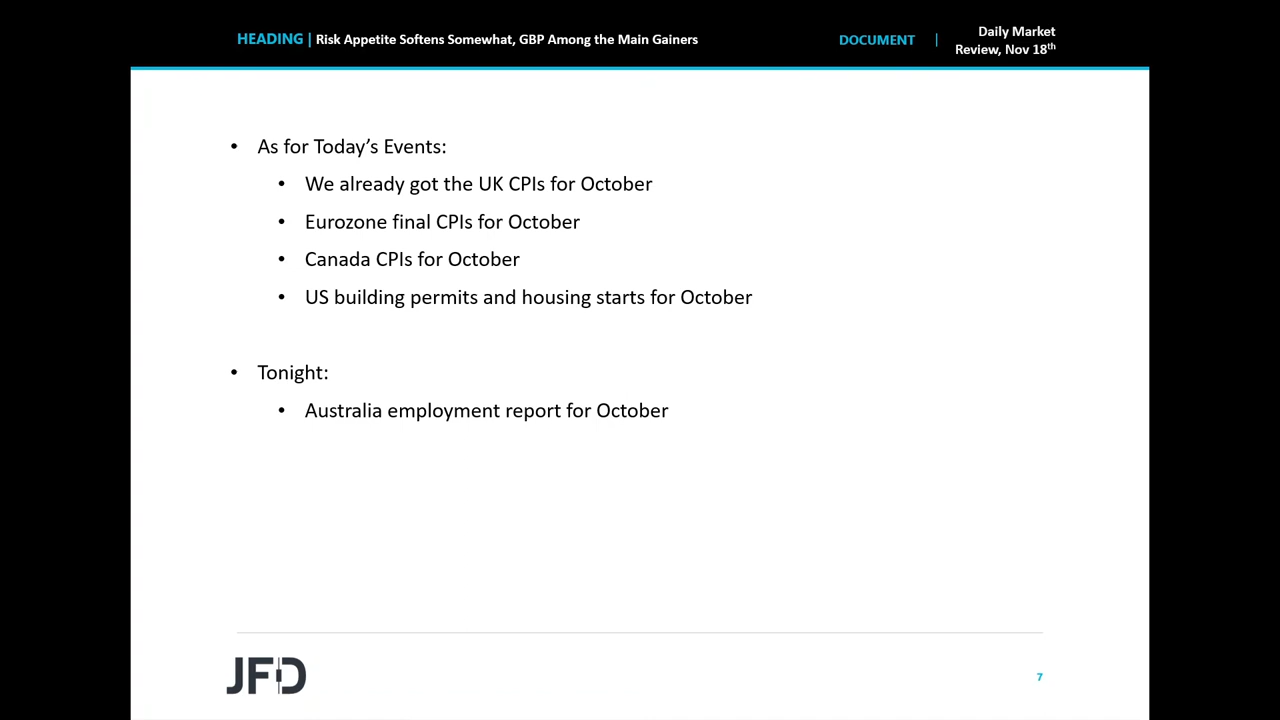 HEADING | Risk Appetite Softens Somewhat, GBP Among the Main Gainers
DOCUMENT | Daily Market
Review, Nov 18th
• As for Today’s Events:
• We already got the UK CPIs for October
• Eurozone final CPIs for October
• Canada CPIs for October
• US building permits and housing starts for October
• Tonight:
• Australia employment report for October
JFD
7